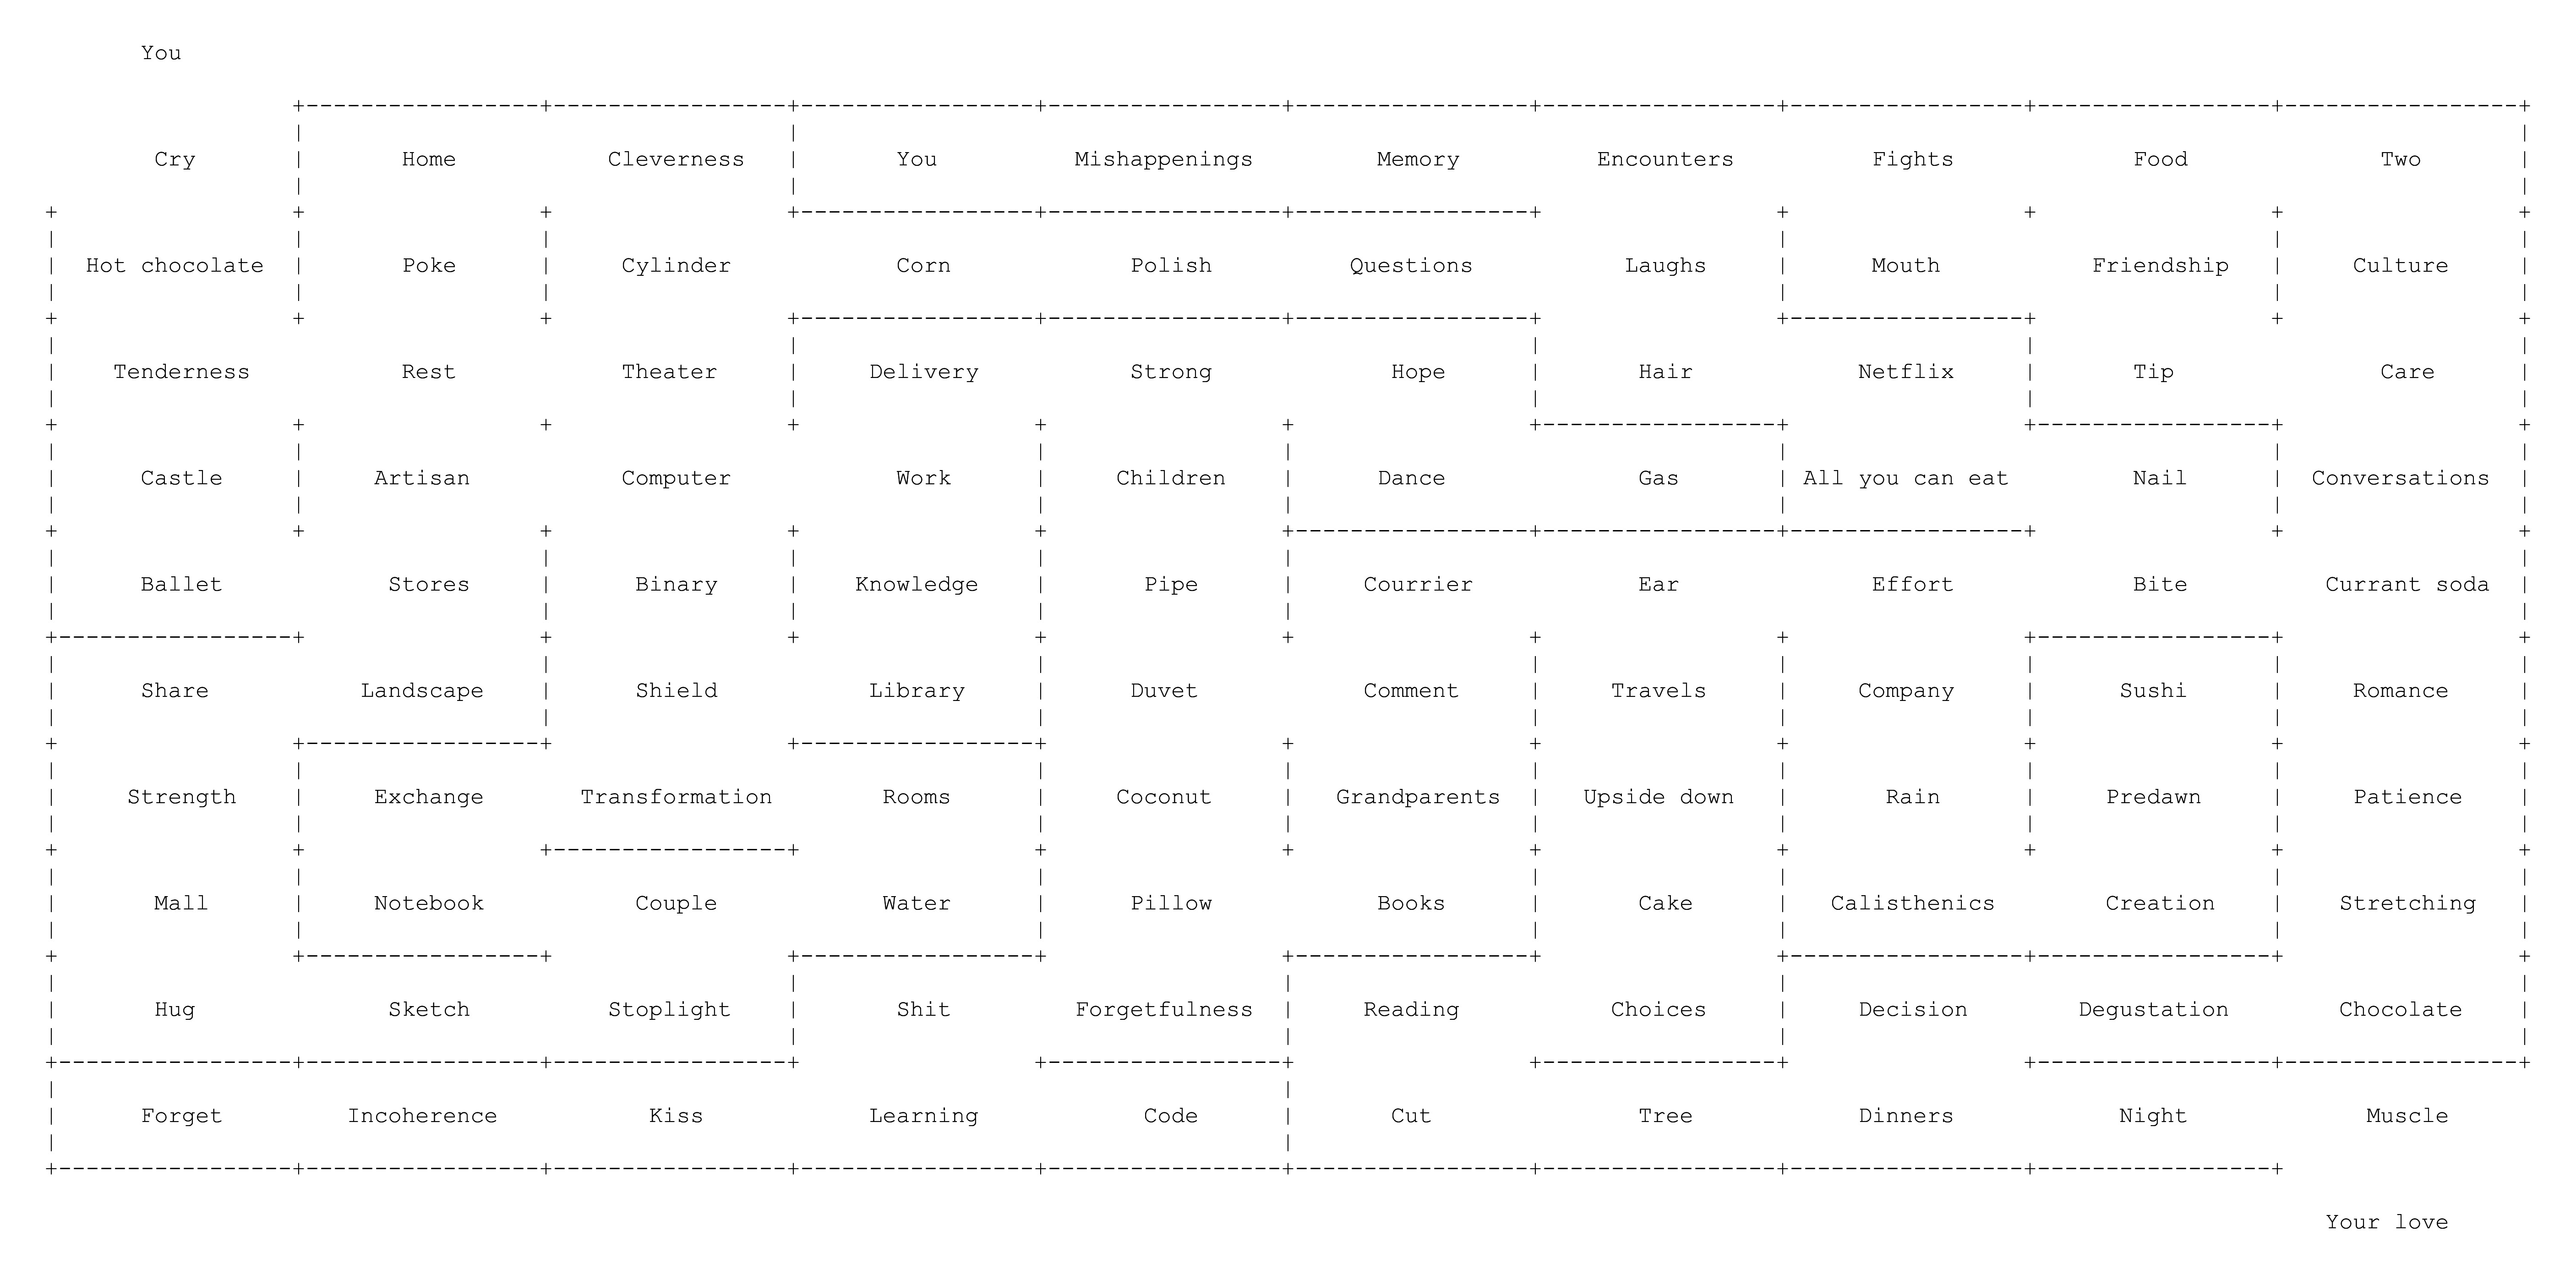 You
Cry Home Cleverness You Mishappenings Memory Encounters Fights Food Two
Hot chocolate Poke Cylinder Corn Polish Questions Laughs Mouth Friendship Culture
Tenderness Rest Theater Delivery Strong Hope Hair Netflix Tip Care
Castle Artisan Computer Work Children Dance Gas All you can eat Nail Conversations
Ballet Stores Binary Knowledge Pipe Courrier Ear Effort Bite Currant soda
Share Landscape Shield Library Duvet Comment Travels Company Sushi Romance
Strength Exchange Transformation Rooms Coconut Grandparents Upside down Rain Predawn Patience
Mall Notebook Couple Water Pillow Books Cake Calisthenics Creation Stretching
Hug Sketch Stoplight Shit Forgetfulness Reading Choices Decision Degustation Chocolate
Forget Incoherence Kiss Learning Code Cut Tree Dinners Night Muscle
Your love